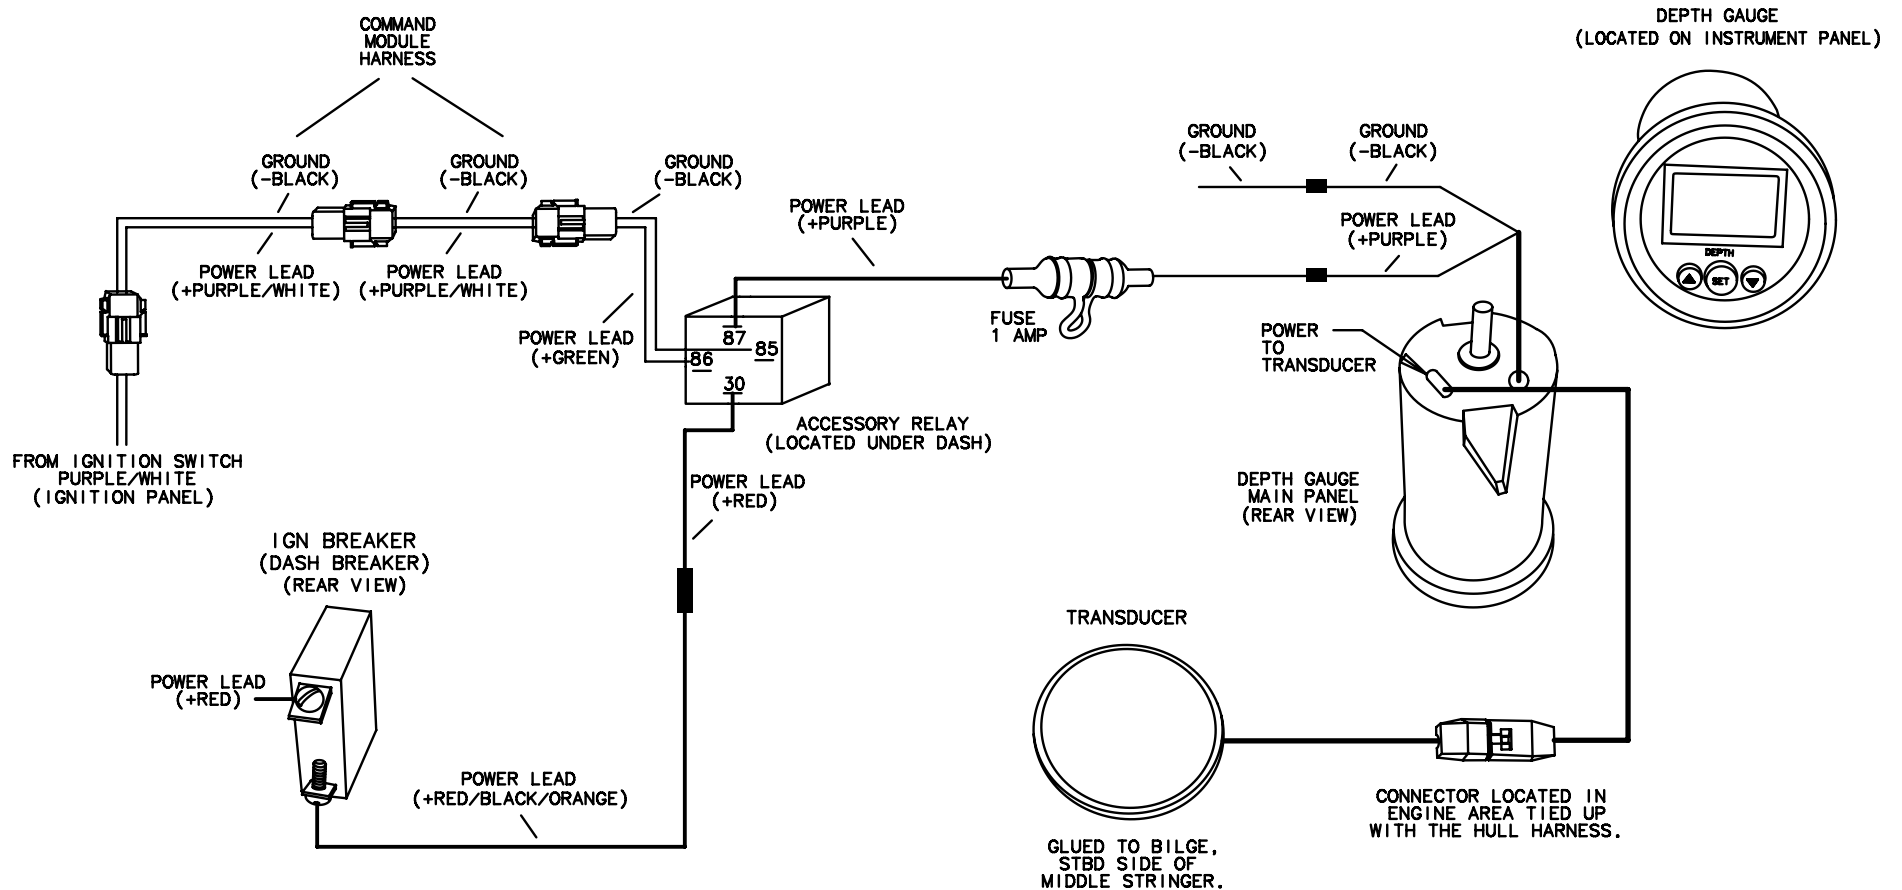 COMMAND
MODULE
HARNESS
DEPTH GAUGE
(LOCATED ON INSTRUMENT PANEL)
GROUND
(-BLACK)
GROUND
(-BLACK)
GROUND
(-BLACK)
GROUND
(-BLACK)
GROUND
(-BLACK)
POWER LEAD
(+PURPLE)
POWER LEAD
(+PURPLE)
POWER LEAD
(+PURPLE/WHITE)
POWER LEAD
(+PURPLE/WHITE)
DEPTH
SET
POWER LEAD
(+GREEN)
FUSE
1 AMP
87
85
86
30
POWER
TO
TRANSDUCER
ACCESSORY RELAY
(LOCATED UNDER DASH)
FROM IGNITION SWITCH
PURPLE/WHITE
(IGNITION PANEL)
POWER LEAD
(+RED)
DEPTH GAUGE
MAIN PANEL
(REAR VIEW)
IGN BREAKER
(DASH BREAKER)
(REAR VIEW)
TRANSDUCER
POWER LEAD
(+RED)
POWER LEAD
(+RED/BLACK/ORANGE)
CONNECTOR LOCATED IN
ENGINE AREA TIED UP
WITH THE HULL HARNESS.
GLUED TO BILGE,
STBD SIDE OF
MIDDLE STRINGER.